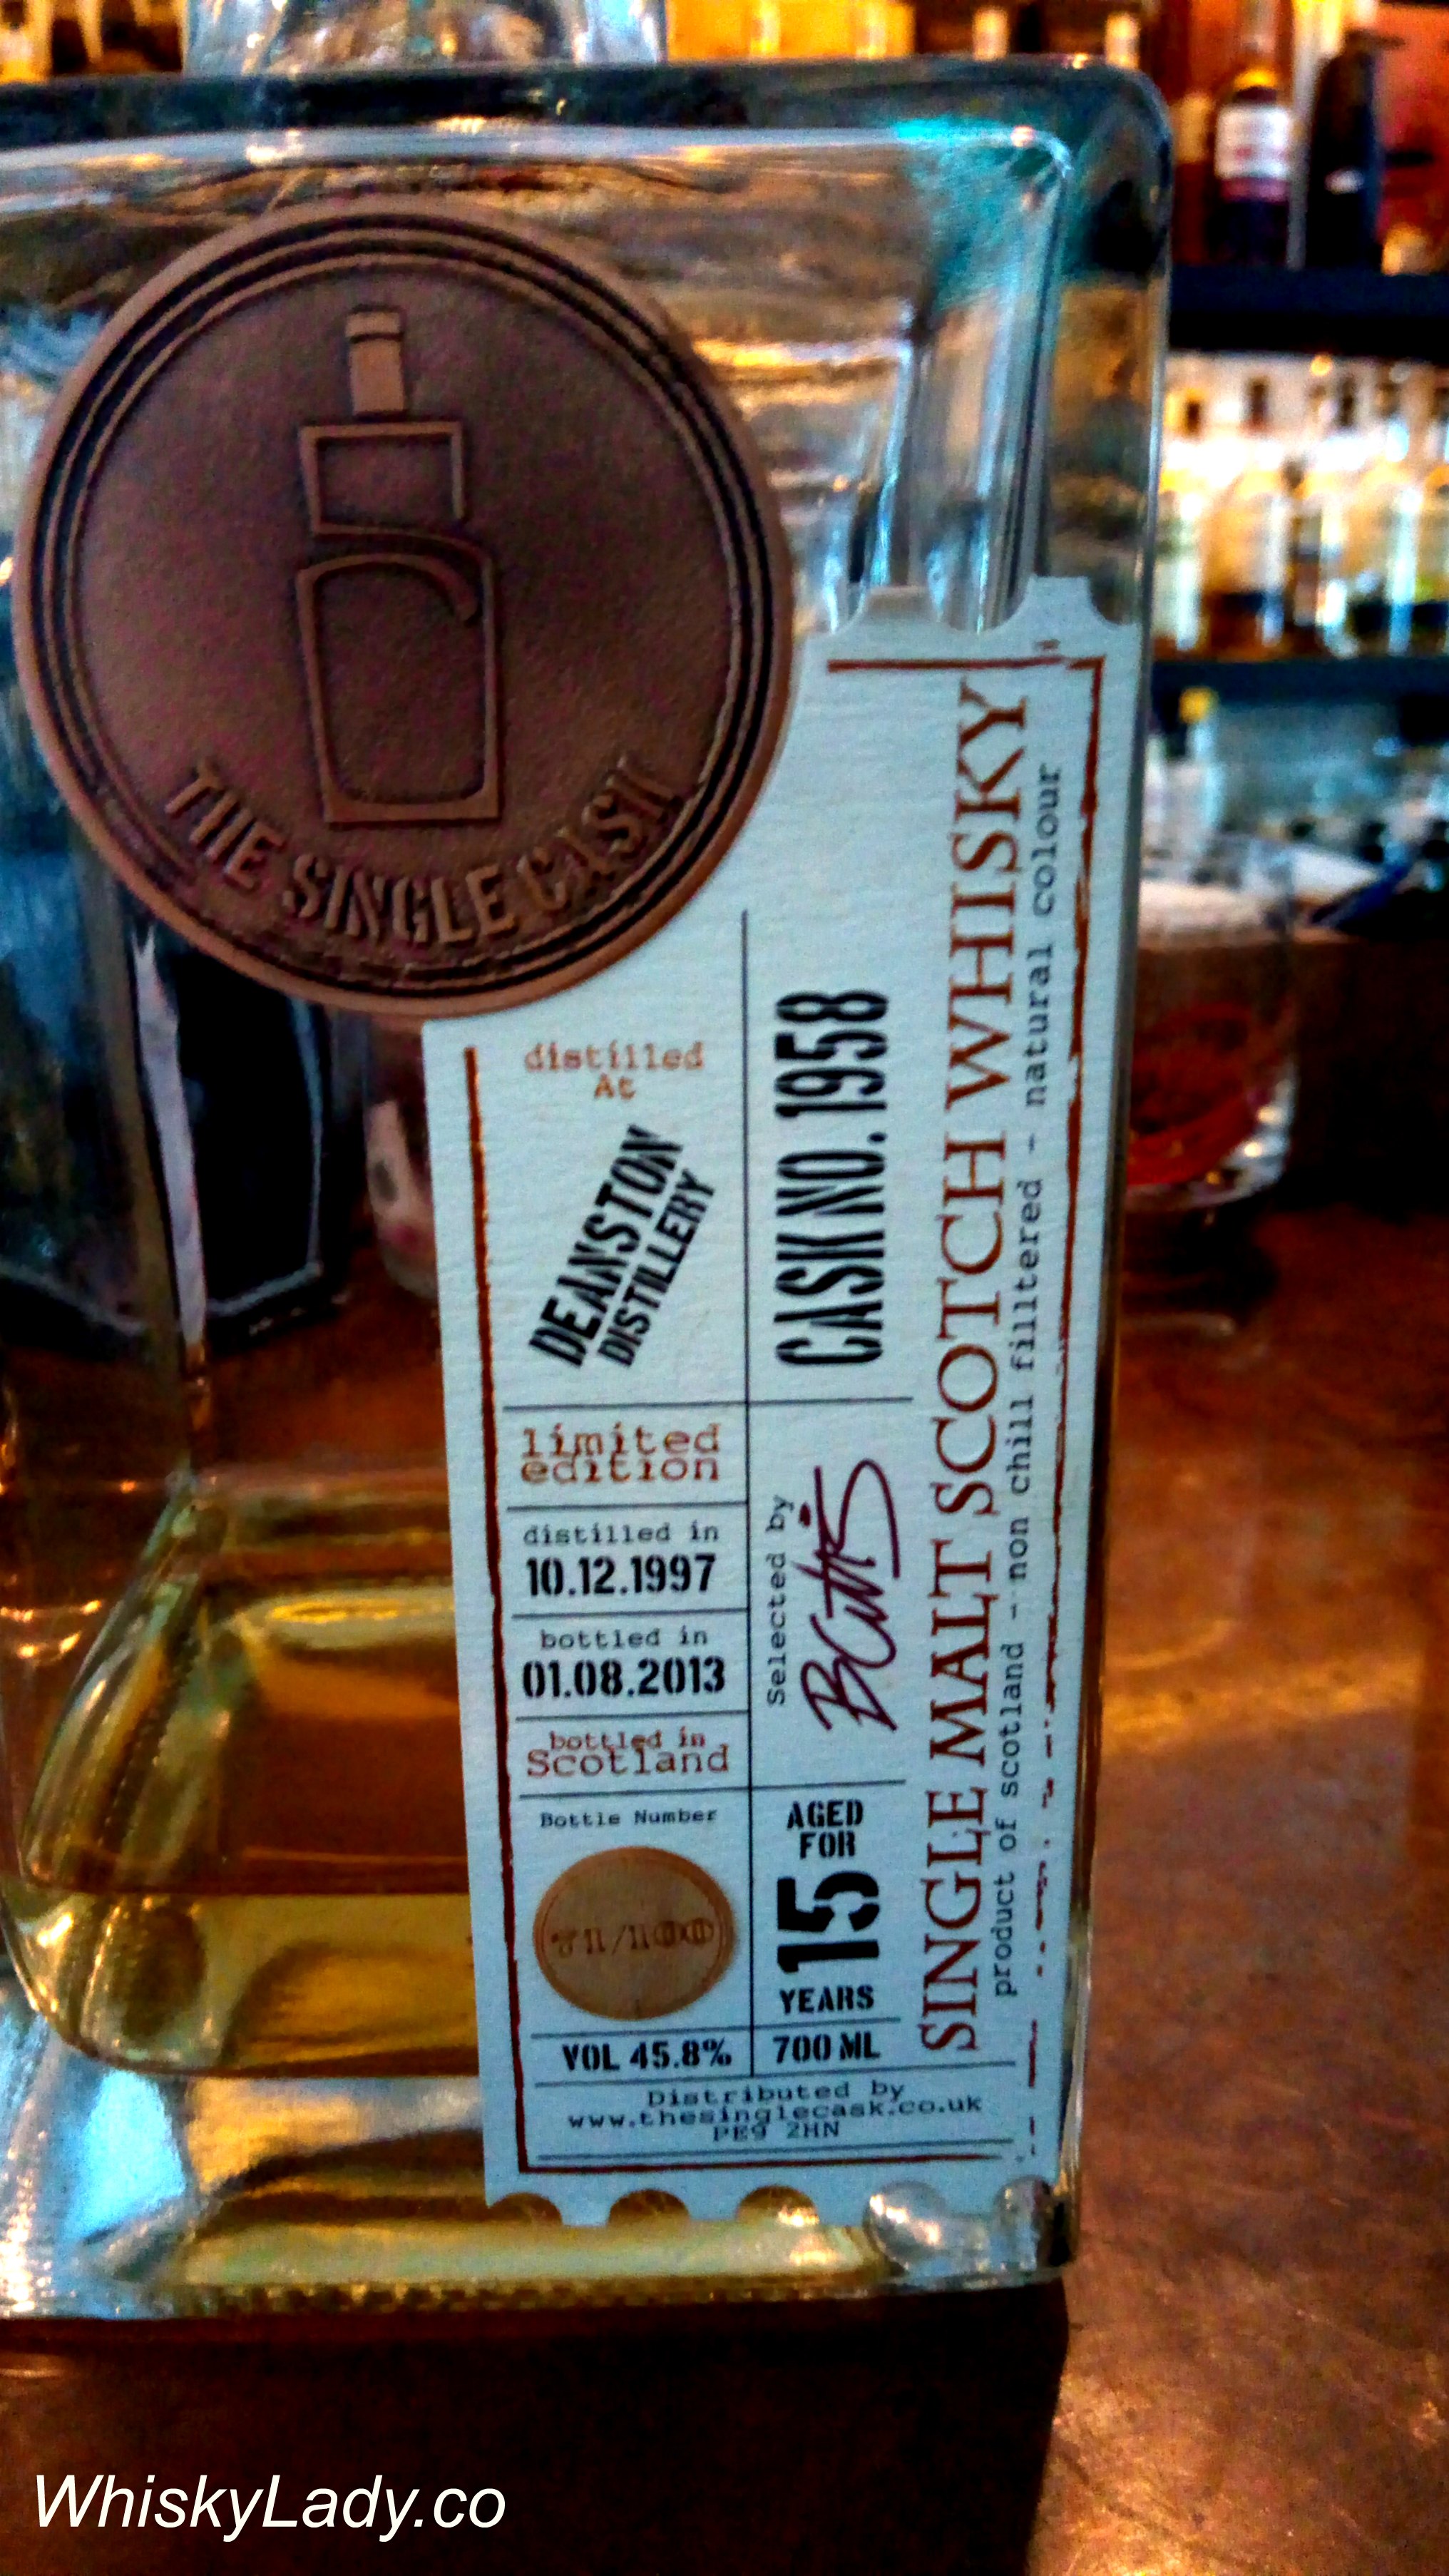 THE SINGLE CASK
distilled
At
DEANSTON
DISTILLERY
limited
edition
distilled in
10.12.1997
bottled in
01.08.2013
bottled in
Scotland
Bottle Number
VOL 45.8%
CASK NO. 1958
Selected by
AGED
FOR
15
YEARS
700 ML
SINGLE MALT SCOTCH WHISKY
product of scotland - non chill filltered - natural colour
Distributed by
www.thesinglecask.co.uk
PE9 2HN
WhiskyLady.co